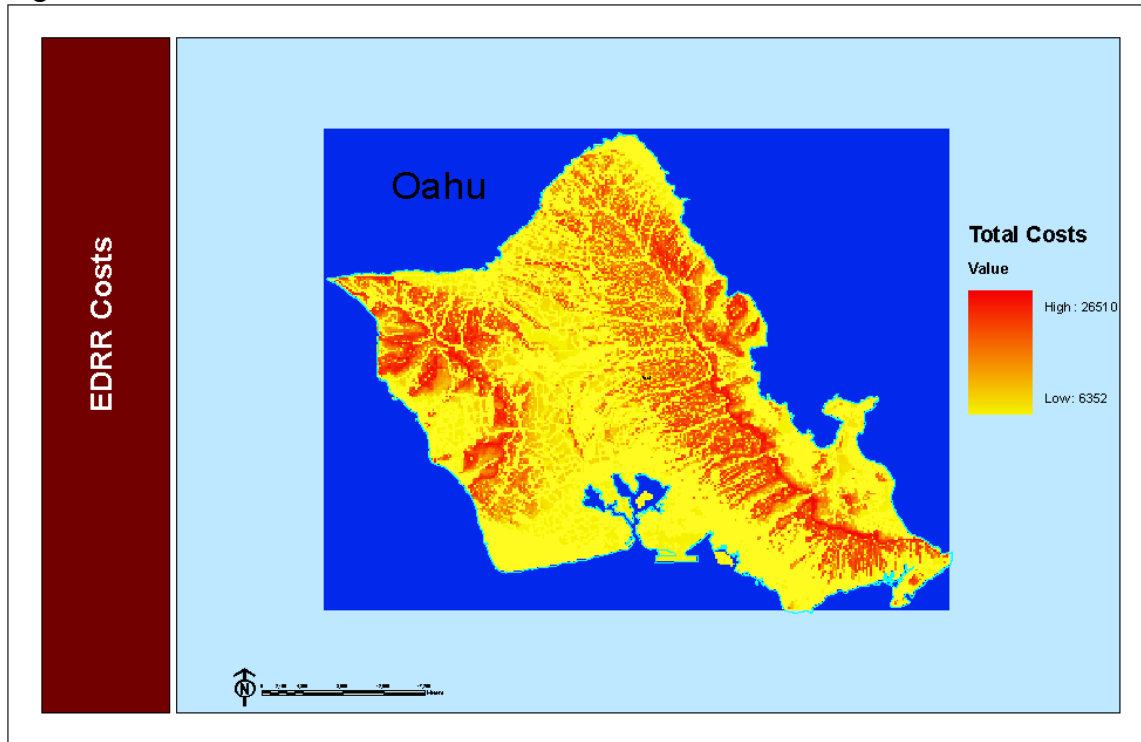 EDRR Costs
Oahu
Total Costs
Value
High : 26510
Low : 6352
N